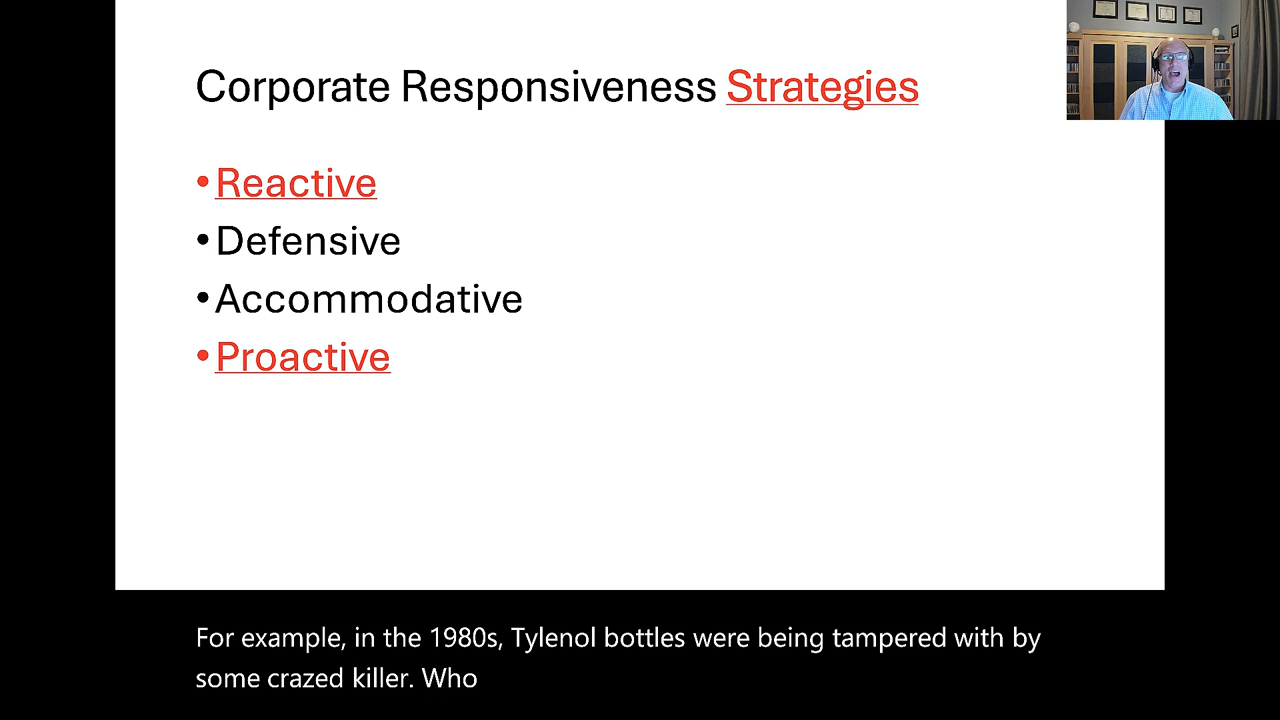 Corporate Responsiveness Strategies
•Reactive
•Defensive
•Accommodative
•Proactive
For example, in the 1980s, Tylenol bottles were being tampered with by
some crazed killer. Who